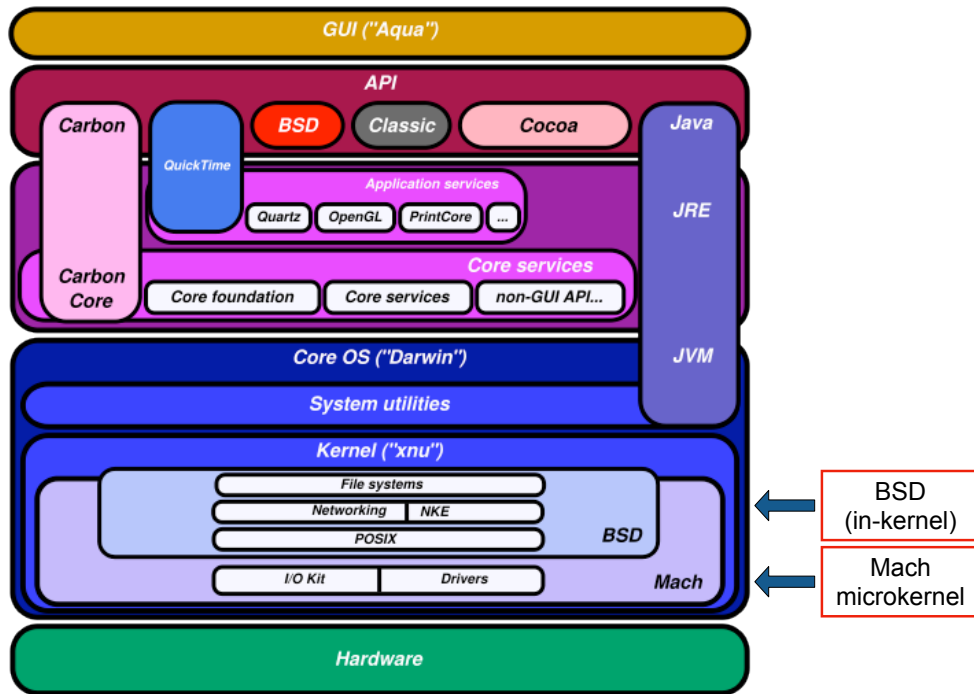 GUI ("Aqua")
API
Carbon
QuickTime
BSD
Classic
Cocoa
Java
Application services
Quartz
OpenGL
PrintCore
...
JRE
Carbon
Core
Core services
Core foundation
Core services
non-GUI API...
Core OS ("Darwin")
JVM
System utilities
Kernel ("xnu")
File systems
Networking
NKE
POSIX
BSD
I/O Kit
Drivers
Mach
BSD
(in-kernel)
Mach
microkernel
Hardware